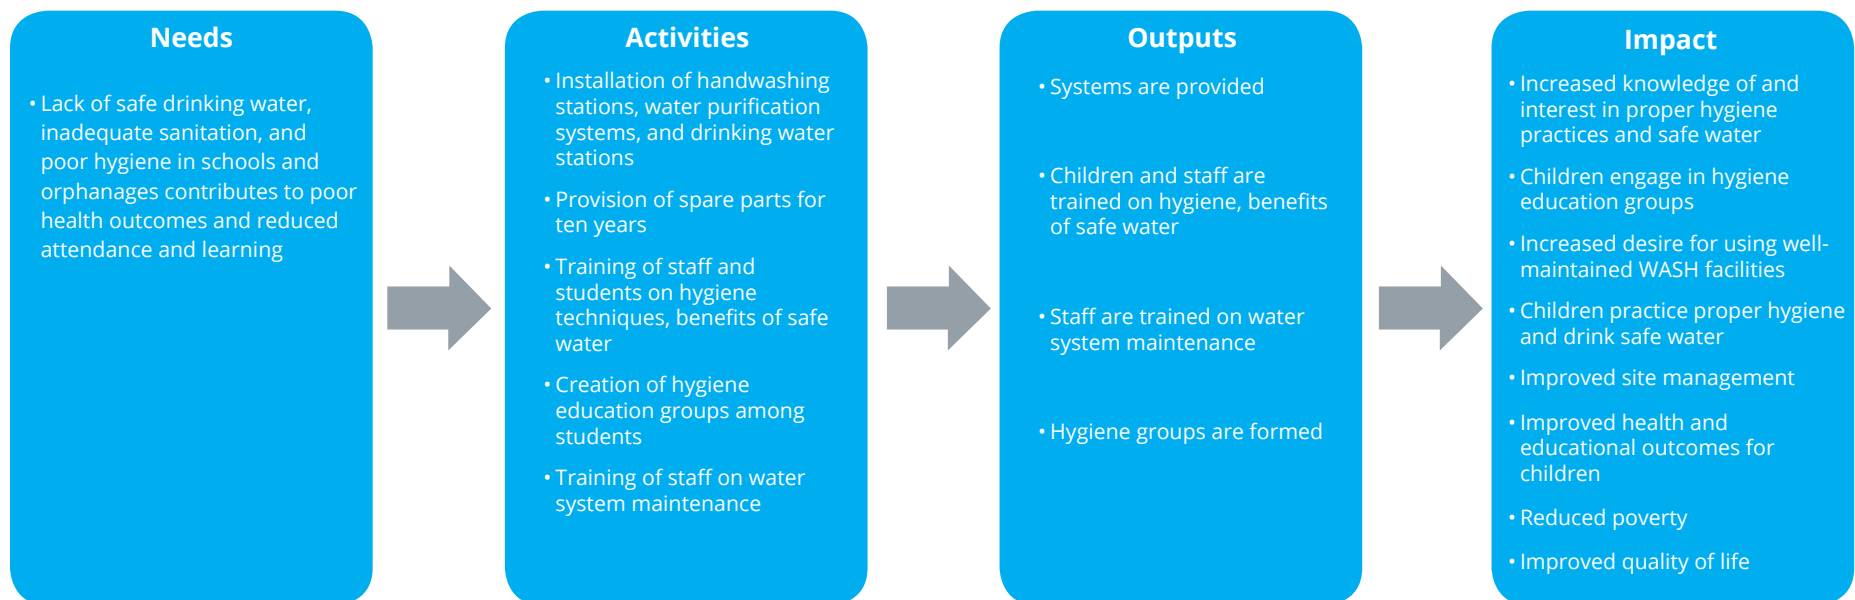 Needs
• Lack of safe drinking water,
inadequate sanitation, and
poor hygiene in schools and
orphanages contributes to poor
health outcomes and reduced
attendance and learning
Activities
• Installation of handwashing
stations, water purification
systems, and drinking water
stations
• Provision of spare parts for
ten years
• Training of staff and
students on hygiene
techniques, benefits of safe
water
• Creation of hygiene
education groups among
students
• Training of staff on water
system maintenance
Outputs
• Systems are provided
• Children and staff are
trained on hygiene, benefits
of safe water
• Staff are trained on water
system maintenance
• Hygiene groups are formed
Impact
• Increased knowledge of and
interest in proper hygiene
practices and safe water
• Children engage in hygiene
education groups
• Increased desire for using well-
maintained WASH facilities
• Children practice proper hygiene
and drink safe water
• Improved site management
• Improved health and
educational outcomes for
children
• Reduced poverty
• Improved quality of life